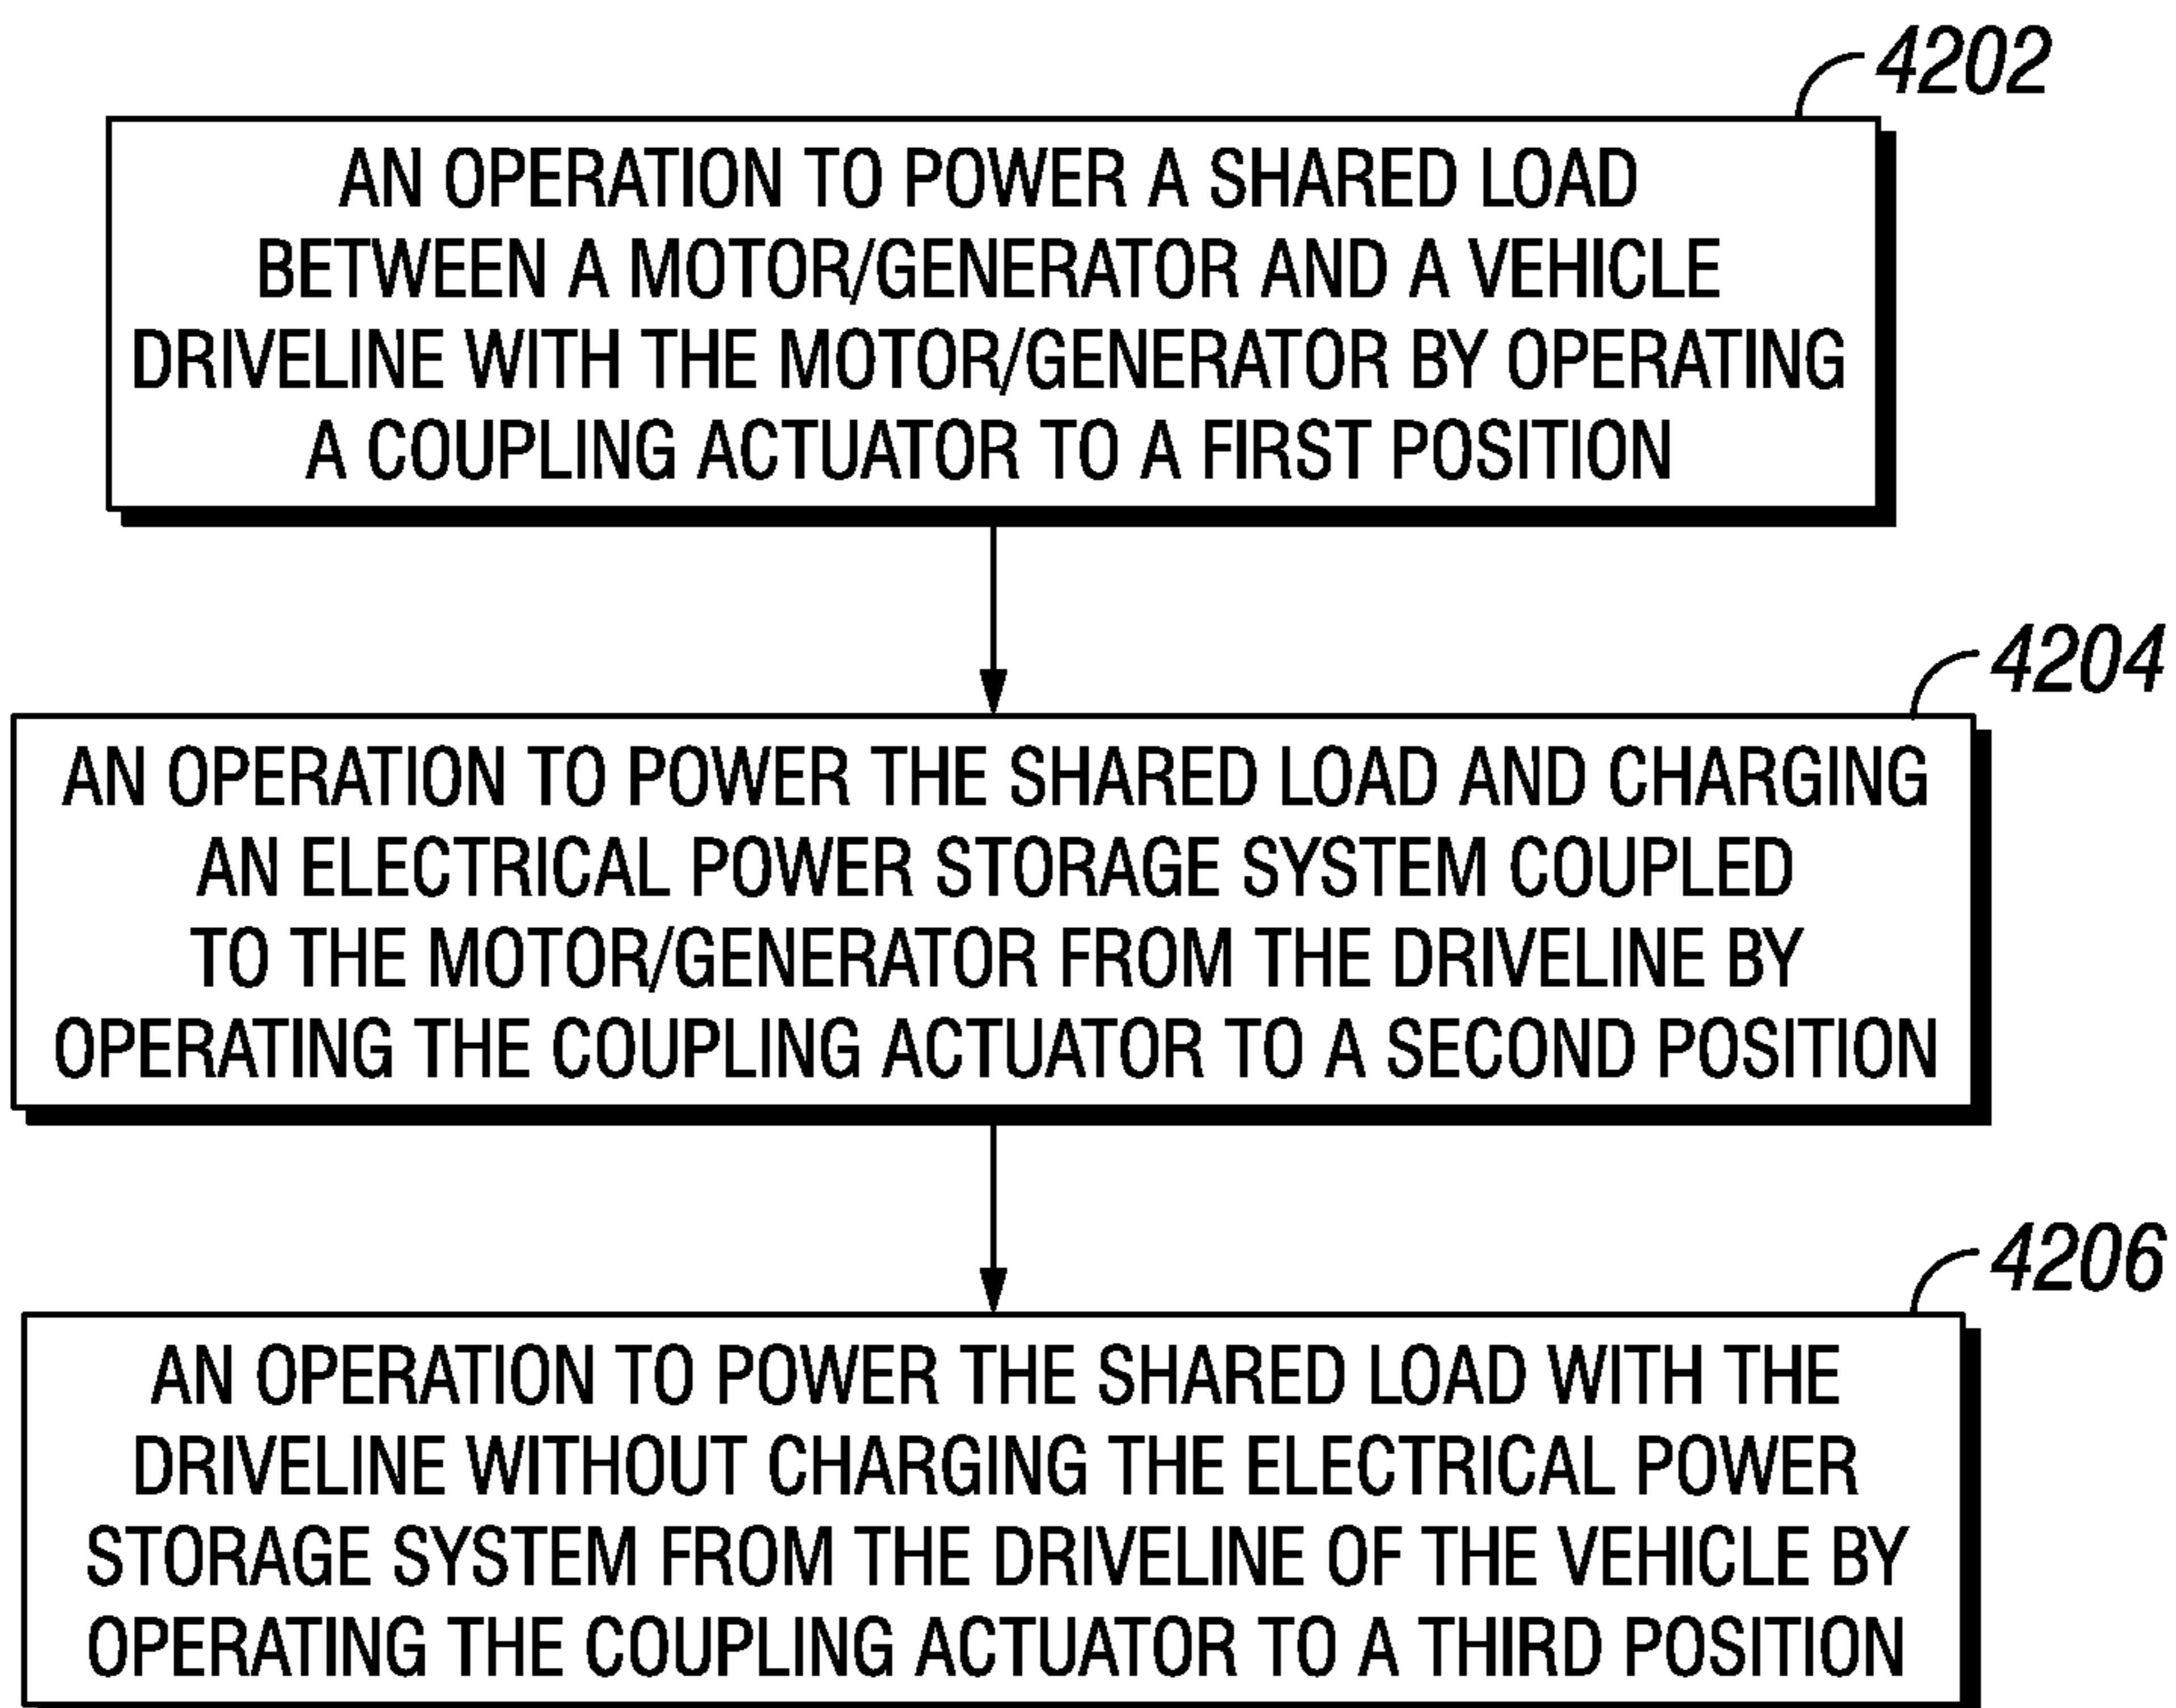 4202
AN OPERATION TO POWER A SHARED LOAD
BETWEEN A MOTOR/GENERATOR AND A VEHICLE
DRIVELINE WITH THE MOTOR/GENERATOR BY OPERATING
A COUPLING ACTUATOR TO A FIRST POSITION
4204
AN OPERATION TO POWER THE SHARED LOAD AND CHARGING
AN ELECTRICAL POWER STORAGE SYSTEM COUPLED
TO THE MOTOR/GENERATOR FROM THE DRIVELINE BY
OPERATING THE COUPLING ACTUATOR TO A SECOND POSITION
4206
AN OPERATION TO POWER THE SHARED LOAD WITH THE
DRIVELINE WITHOUT CHARGING THE ELECTRICAL POWER
STORAGE SYSTEM FROM THE DRIVELINE OF THE VEHICLE BY
OPERATING THE COUPLING ACTUATOR TO A THIRD POSITION